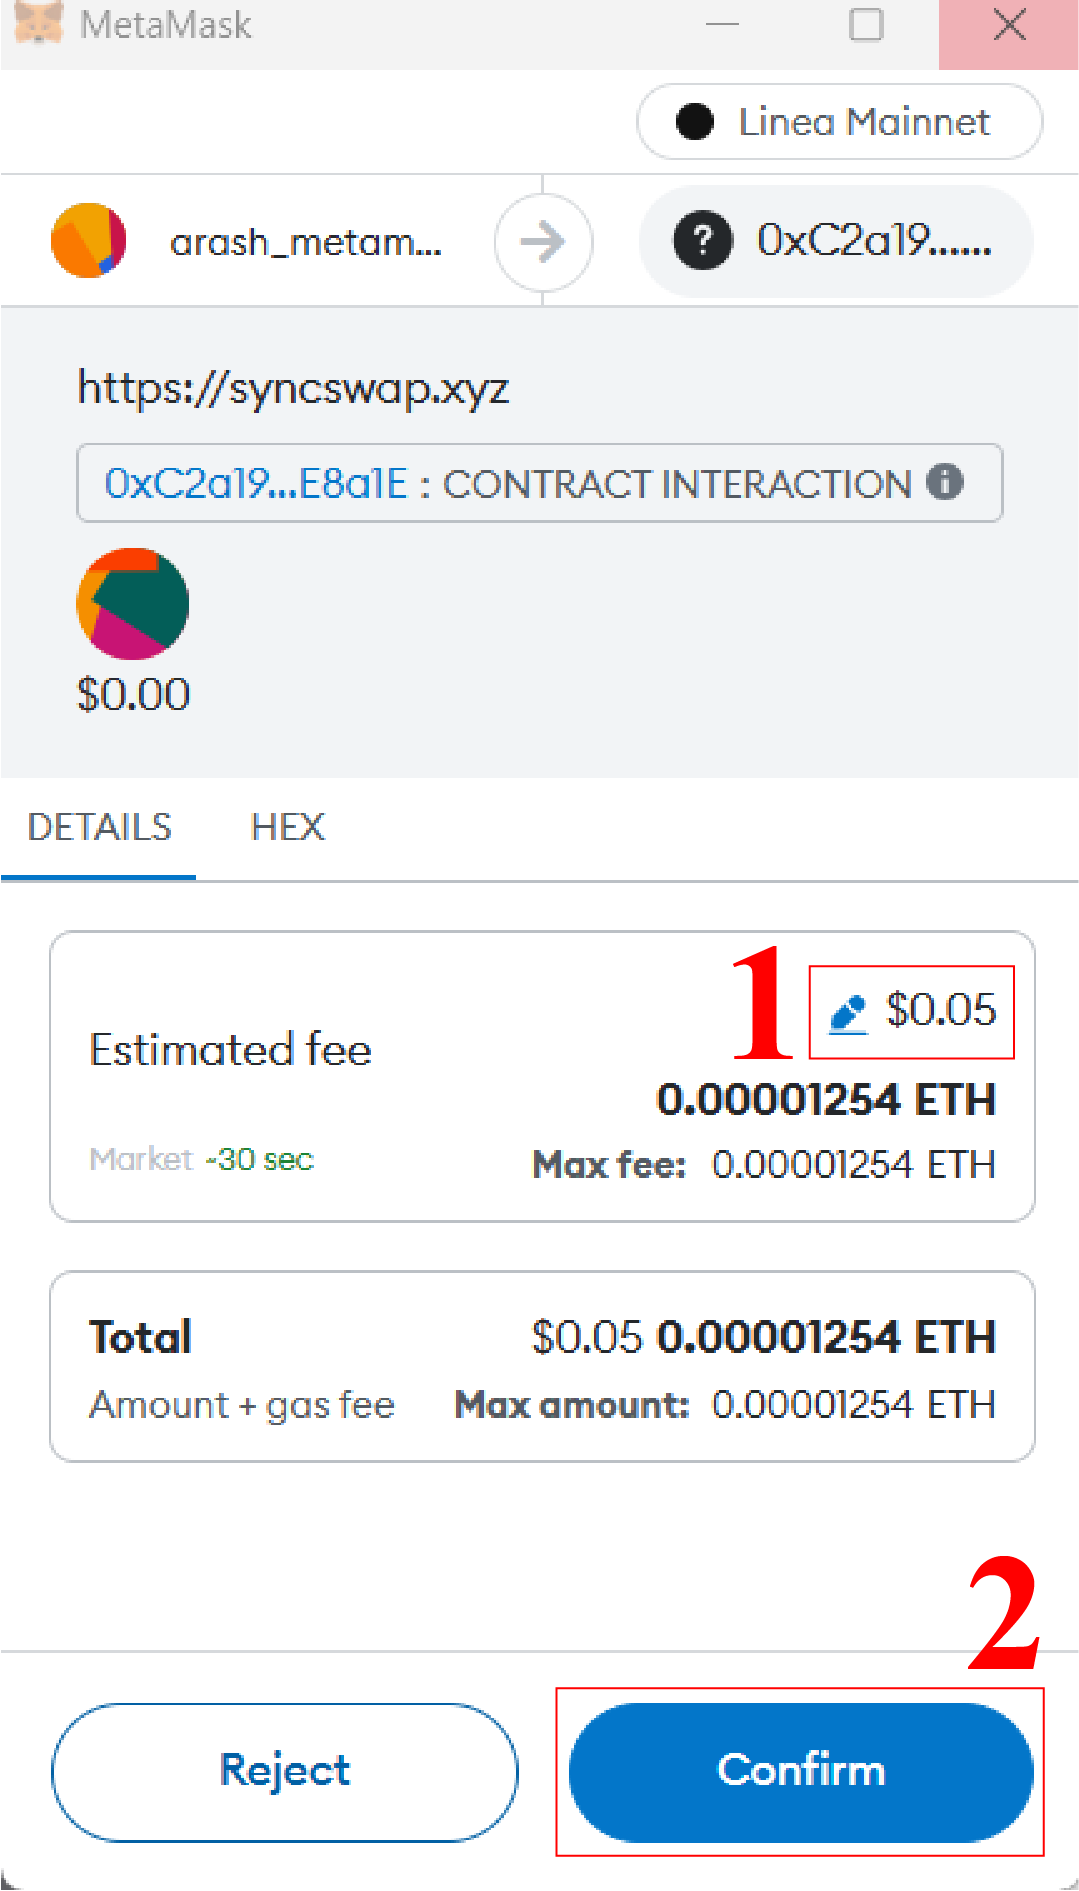 MetaMask
Linea Mainnet
arash_metam... 0xC2a19......
https://syncswap.xyz
0xC2a19...E8a1E : CONTRACT INTERACTION
$0.00
DETAILS HEX
1 $0.05
Estimated fee
0.00001254 ETH
Market ~30 sec Max fee: 0.00001254 ETH
Total $0.05 0.00001254 ETH
Amount + gas fee Max amount: 0.00001254 ETH
2
Reject Confirm